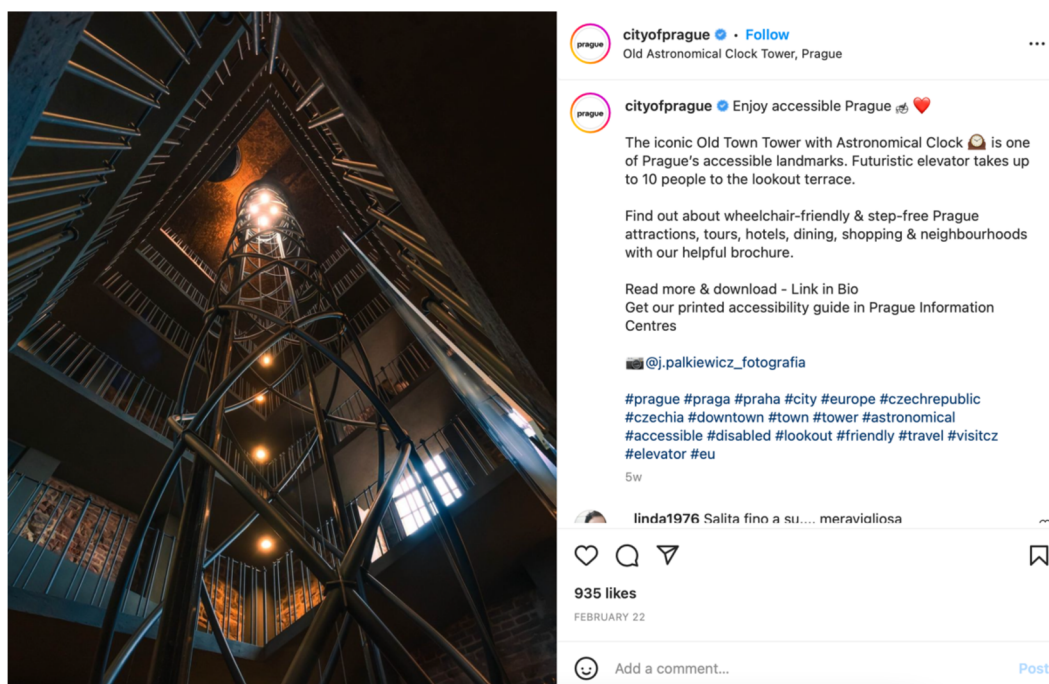 prague
cityofprague • Follow
Old Astronomical Clock Tower, Prague
prague
cityofprague Enjoy accessible Prague
The iconic Old Town Tower with Astronomical Clock 🕰️ is one
of Prague's accessible landmarks. Futuristic elevator takes up
to 10 people to the lookout terrace.
Find out about wheelchair-friendly & step-free Prague
attractions, tours, hotels, dining, shopping & neighbourhoods
with our helpful brochure.
Read more & download - Link in Bio
Get our printed accessibility guide in Prague Information
Centres
📷@j.palkiewicz_fotografia
#prague #praga #praha #city #europe #czechrepublic
#czechia #downtown #town #tower #astronomical
#accessible #disabled #lookout #friendly #travel #visitcz
#elevator #eu
5w
linda1976 Salita fino a su.... meravigliosa
935 likes
FEBRUARY 22
Add a comment...
Post